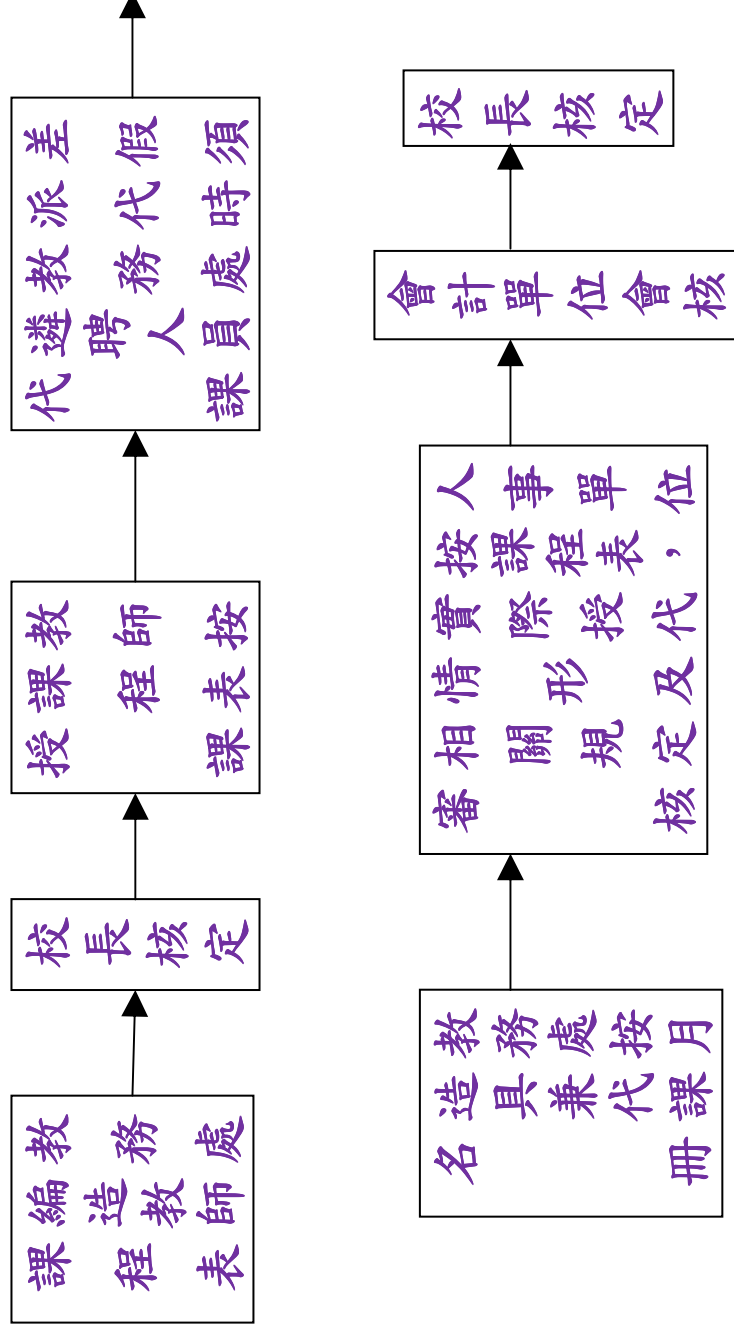 教務處
編造教師
課程表
校長核定
教師按
課程表
授課
差假須
派代時
教務處
遴聘人員
代課
教務處按月
造具兼代課
名冊
人事單位
按課程表，
實際授代
情形及
相關規定
審核
會計單位會核
校長核定